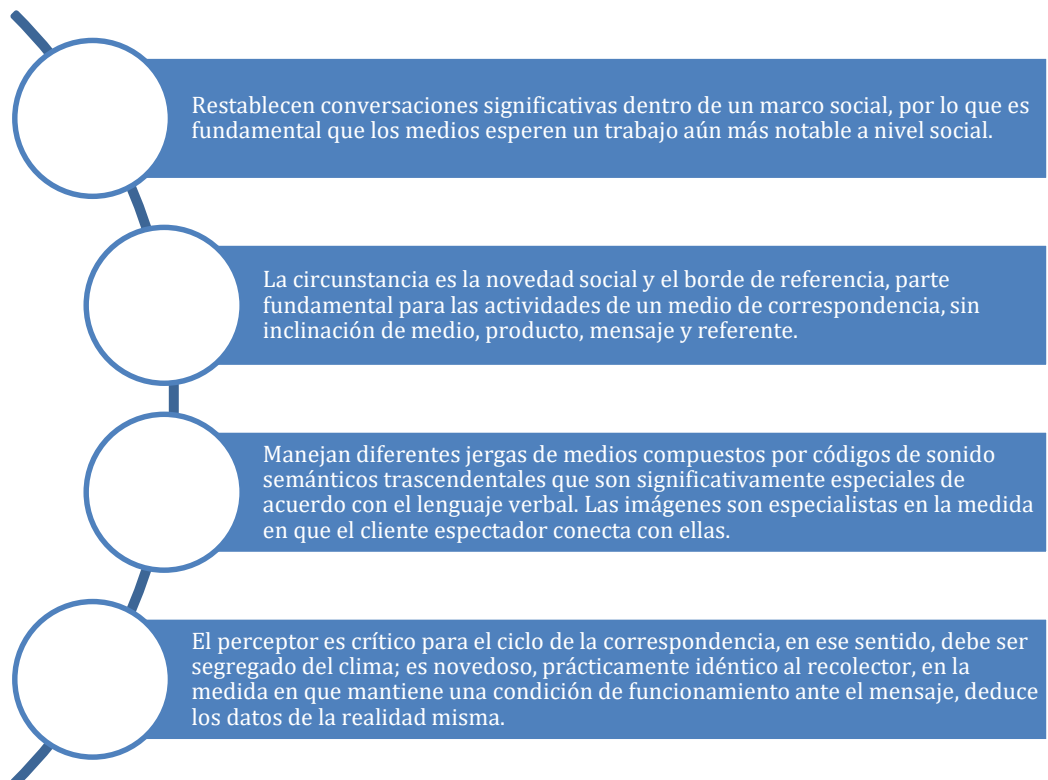 Restablecen conversaciones significativas dentro de un marco social, por lo que es
fundamental que los medios esperen un trabajo aún más notable a nivel social.
La circunstancia es la novedad social y el borde de referencia, parte
fundamental para las actividades de un medio de correspondencia, sin
inclinación de medio, producto, mensaje y referente.
Manejan diferentes jergas de medios compuestos por códigos de sonido
semánticos trascendentales que son significativamente especiales de
acuerdo con el lenguaje verbal. Las imágenes son especialistas en la medida
en que el cliente espectador conecta con ellas.
El perceptor es crítico para el ciclo de la correspondencia, en ese sentido, debe ser
segregado del clima; es novedoso, prácticamente idéntico al recolector, en la
medida en que mantiene una condición de funcionamiento ante el mensaje, deduce
los datos de la realidad misma.